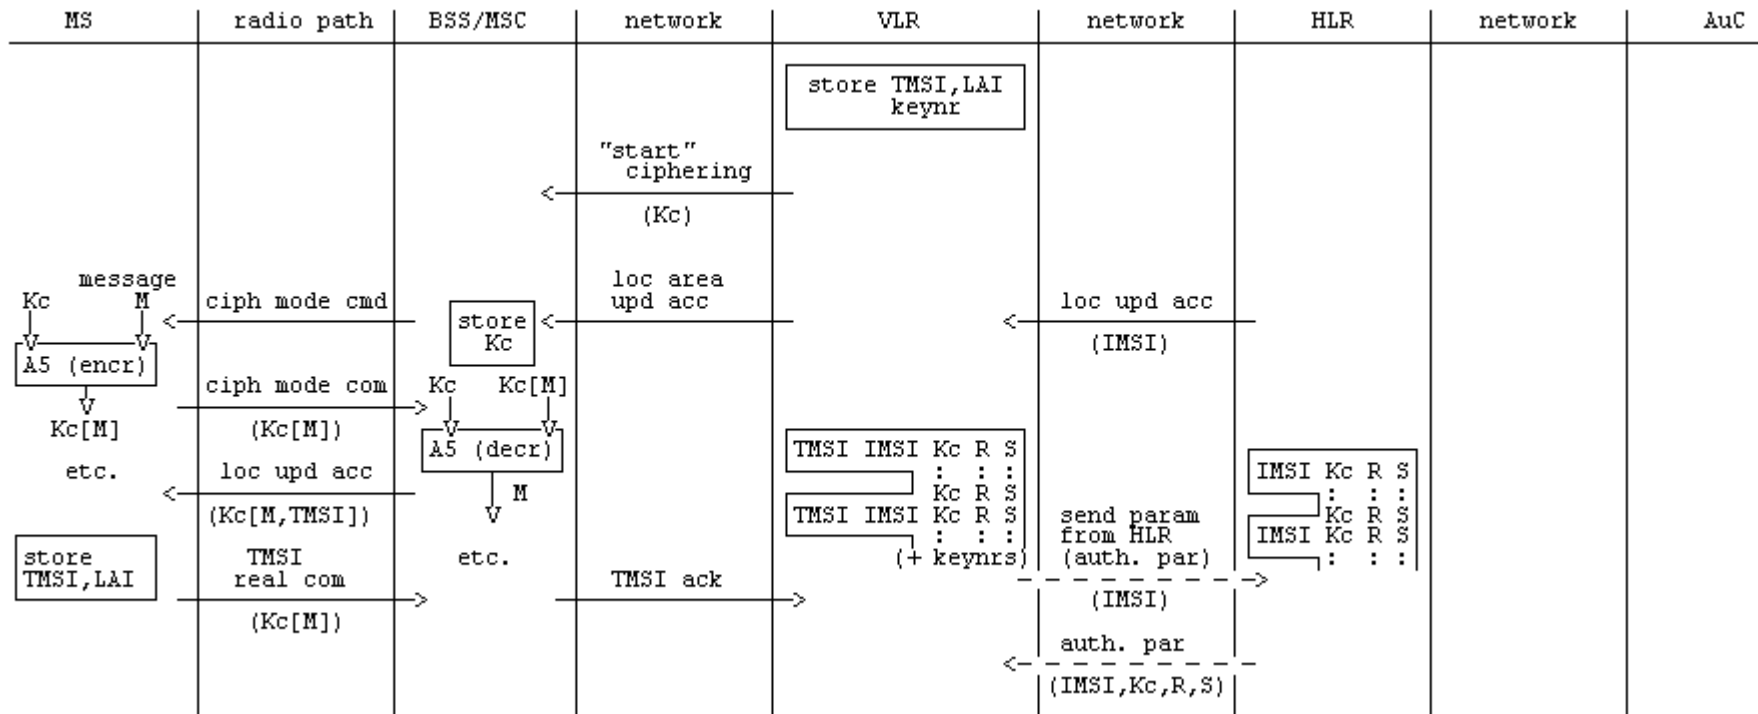 MS radio path BSS/MSC network VLR network HLR network AuC
store TMSI,LAI
keynr
"start"
ciphering
(Kc)
message
Kc M
ciph mode cmd
store
Kc
loc area
upd acc
loc upd acc
(IMSI)
A5 (encr)
Kc[M]
ciph mode com
(Kc[M])
Kc Kc[M]
A5 (decr)
M
etc.
etc.
loc upd acc
(Kc[M,TMSI])
TMSI IMSI Kc R S
: : :
Kc R S
TMSI IMSI Kc R S
: : :
(+ keynrs)
send param
from HLR
(auth. par)
(IMSI)
IMSI Kc R S
: : :
Kc R S
IMSI Kc R S
: : :
store
TMSI,LAI
TMSI
real com
(Kc[M])
TMSI ack
auth. par
(IMSI,Kc,R,S)